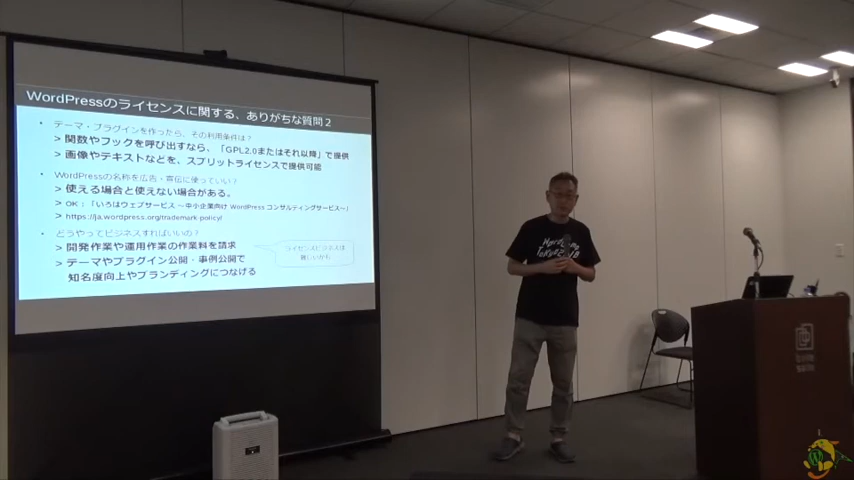 WordPressのライセンスに関する、ありがちな質問２
・ テーマ・プラグインを作ったら、その利用条件は？
> 関数やフックを呼び出すなら、「GPL2.0またはそれ以降」で提供
> 画像やテキストなどを、スプリットライセンスで提供可能
・ WordPressの名称を広告・宣伝に使っていい？
> 使える場合と使えない場合がある。
> OK：「いろはウェブサービス ～中小企業向け WordPress コンサルティングサービス～」
> https://ja.wordpress.org/trademark-policy/
・ どうやってビジネスすればいいの？
> 開発作業や運用作業の作業料を請求
> テーマやプラグイン公開・事例公開で
知名度向上やブランディングにつなげる
ライセンスビジネスは
難しいかも
WordCamp
Tokyo2018